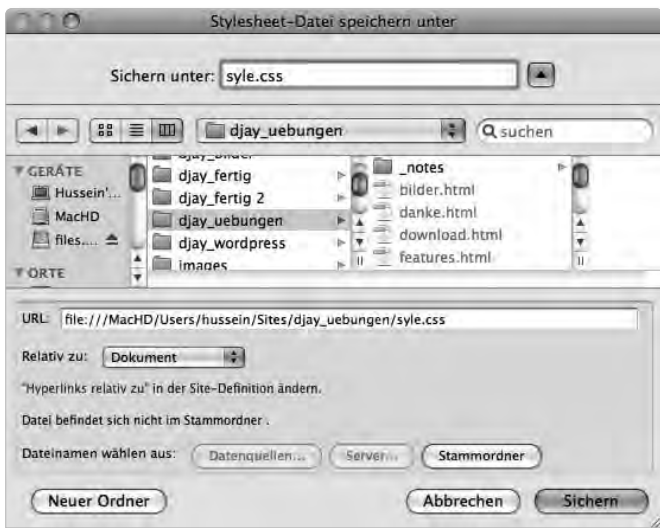 Stylesheet-Datei speichern unter
Sichern unter: syle.css
djay_uebungen
suchen
GERÄTE
Hussein'...
MacHD
files....
ORTE
djay_bilder
djay_fertig
djay_fertig 2
djay_uebungen
djay_wordpress
images
_notes
bilder.html
danke.html
download.html
features.html
URL: file:///MacHD/Users/hussein/Sites/djay_uebungen/syle.css
Relativ zu: Dokument
"Hyperlinks relativ zu" in der Site-Definition ändern.
Datei befindet sich nicht im Stammordner .
Dateinamen wählen aus: Datenquellen... Server... Stammordner
Neuer Ordner Abbrechen Sichern